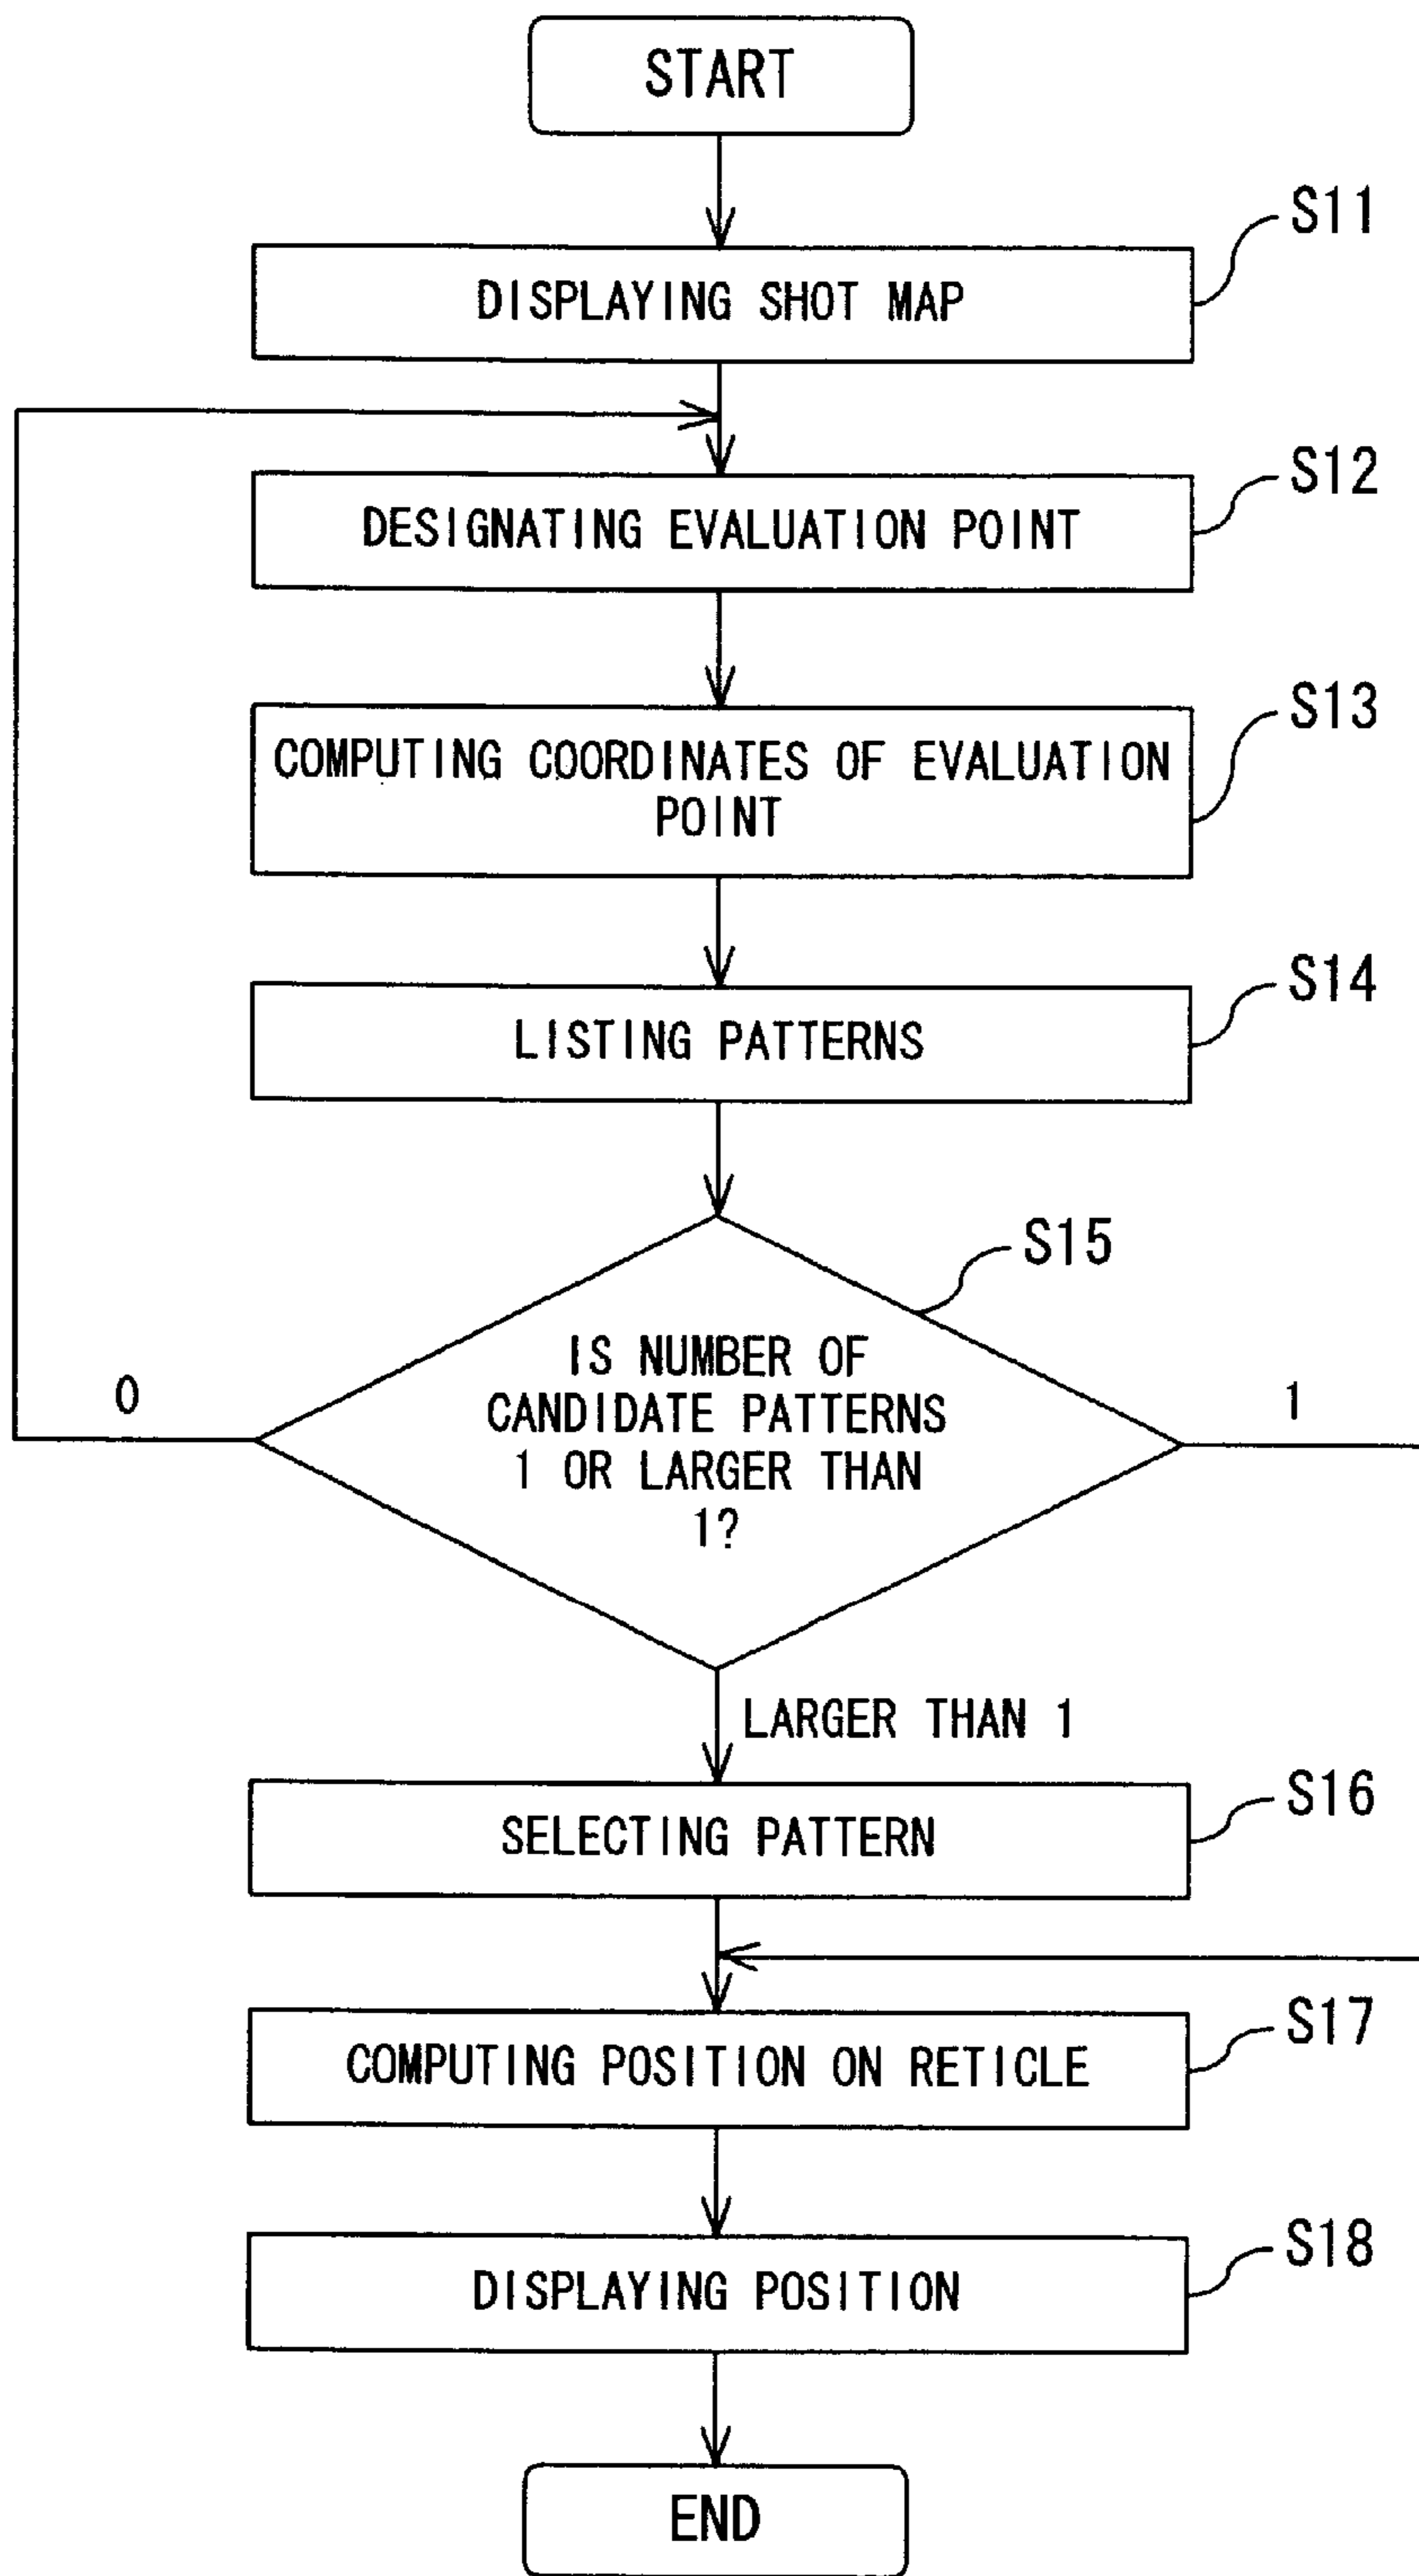 START
S11
DISPLAYING SHOT MAP
S12
DESIGNATING EVALUATION POINT
S13
COMPUTING COORDINATES OF EVALUATION
POINT
S14
LISTING PATTERNS
S15
IS NUMBER OF
CANDIDATE PATTERNS
1 OR LARGER THAN
1?
0
1
LARGER THAN 1
S16
SELECTING PATTERN
S17
COMPUTING POSITION ON RETICLE
S18
DISPLAYING POSITION
END